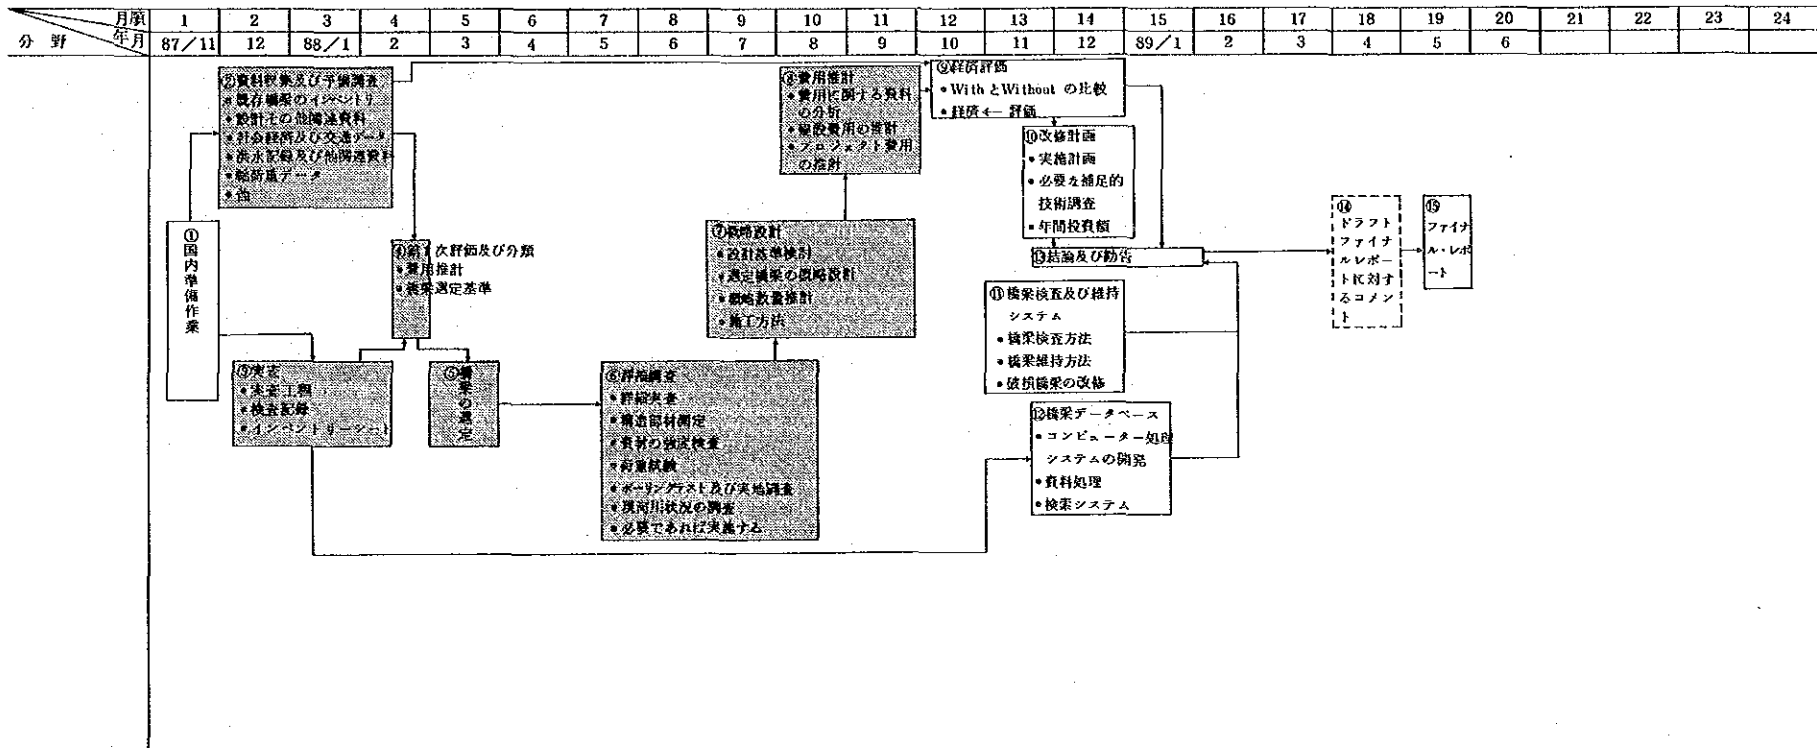 月順 1 2 3 4 5 6 7 8 9 10 11 12 13 14 15 16 17 18 19 20 21 22 23 24
分野 年月 87/11 12 88/1 2 3 4 5 6 7 8 9 10 11 12 89/1 2 3 4 5 6
①国内準備作業
②資料収集及び予備調査
•既存橋梁のインベントリ
•設計その他関連資料
•社会経済及び交通データ
•洪水記録及び他関連資料
•総荷重データ
•他
③実査
•実査工期
•検査記録
•インベントリーシート
④第1次評価及び分類
•費用推計
•橋梁選定基準
⑤橋梁の選定
⑥詳細調査
•詳細実査
•構造部材測定
•資材の強度検査
•荷重試験
•ボーリングテスト及び実地調査
•現河川状況の調査
•必要であれば実施する
⑦概略設計
•設計基準検討
•選定橋梁の概略設計
•概略数量推計
•施工方法
⑧費用推計
•費用に関する資料
の分析
•建設費用の推計
•プロジェクト費用
の推計
⑨経済評価
•WithとWithout の比較
•経済← 評価
⑩改修計画
•実施計画
•必要な補足的
技術調査
•年間投資額
⑬結論及び勧告
⑪橋梁検査及び維持
システム
•橋梁検査方法
•橋梁維持方法
•破損橋梁の改修
⑫橋梁データベース
•コンピューター処理
システムの開発
•資料処理
•検索システム
⑭
ドラフト
ファイナ
ルレポー
トに対す
るコメン
ト
⑮
ファイナ
ル・レポ
ート